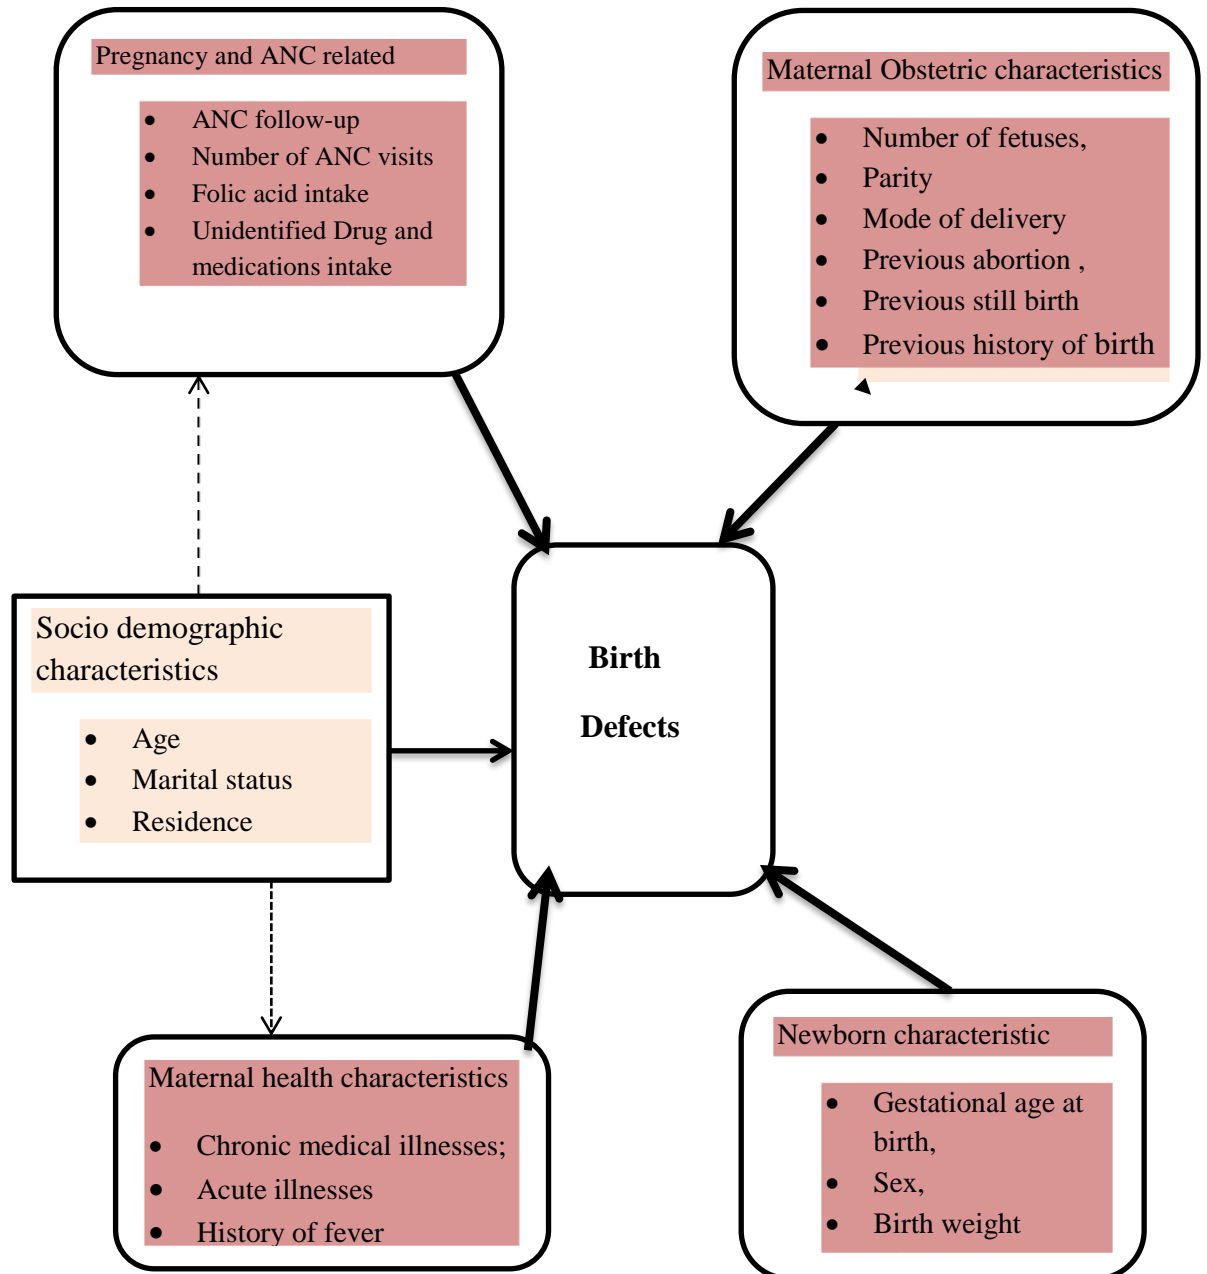 Pregnancy and ANC related
• ANC follow-up
• Number of ANC visits
• Folic acid intake
• Unidentified Drug and
medications intake
Maternal Obstetric characteristics
• Number of fetuses,
• Parity
• Mode of delivery
• Previous abortion ,
• Previous still birth
• Previous history of birth
Socio demographic
characteristics
• Age
• Marital status
• Residence
Birth
Defects
Maternal health characteristics
• Chronic medical illnesses;
• Acute illnesses
• History of fever
Newborn characteristic
• Gestational age at
birth,
• Sex,
• Birth weight